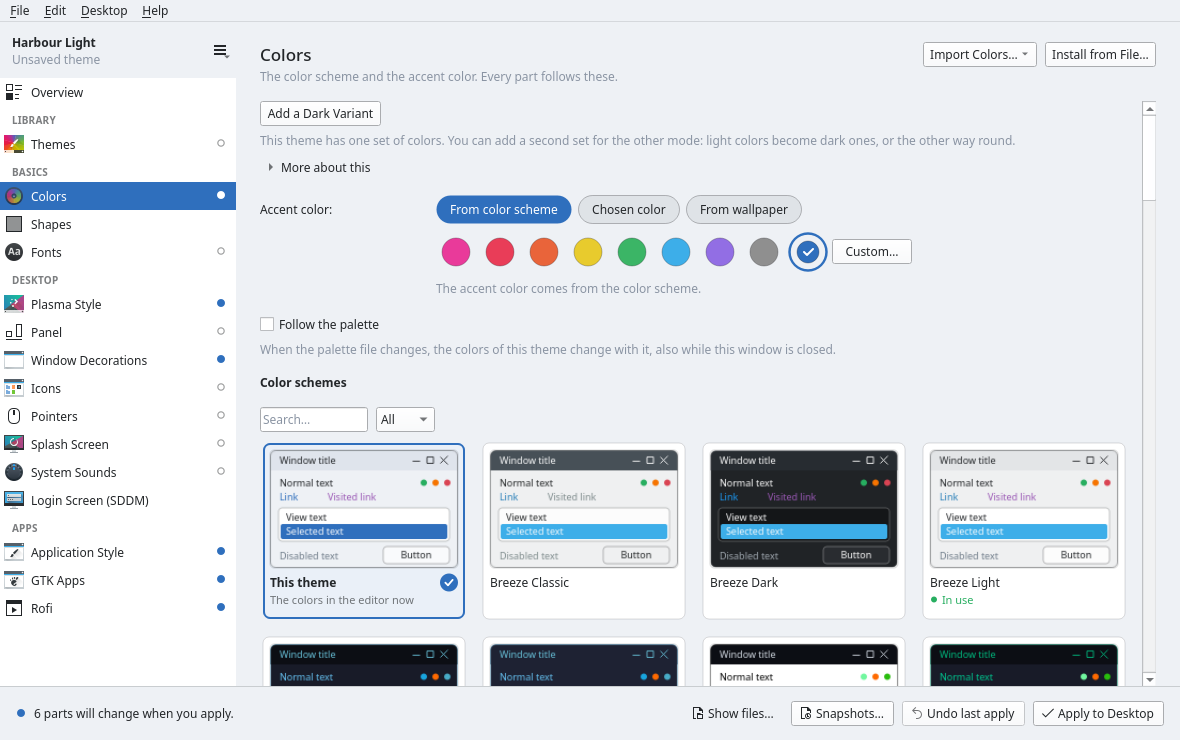 File Edit Desktop Help
Harbour Light
Unsaved theme
Overview
LIBRARY
Themes
BASICS
Colors
Shapes
Aa Fonts
DESKTOP
Plasma Style
Panel
Window Decorations
Icons
Pointers
Splash Screen
System Sounds
Login Screen (SDDM)
APPS
Application Style
GTK Apps
Rofi
Colors
Import Colors... Install from File...
The color scheme and the accent color. Every part follows these.
Add a Dark Variant
This theme has one set of colors. You can add a second set for the other mode: light colors become dark ones, or the other way round.
More about this
Accent color: From color scheme Chosen color From wallpaper
Custom...
The accent color comes from the color scheme.
Follow the palette
When the palette file changes, the colors of this theme change with it, also while this window is closed.
Color schemes
Search... All
Window title
Normal text
Link Visited link
View text
Selected text
Disabled text Button
This theme
The colors in the editor now
Window title
Normal text
Link Visited link
View text
Selected text
Disabled text Button
Breeze Classic
Window title
Normal text
Link Visited link
View text
Selected text
Disabled text Button
Breeze Dark
Window title
Normal text
Link Visited link
View text
Selected text
Disabled text Button
Breeze Light
In use
Window title
Normal text
Window title
Normal text
Window title
Normal text
Window title
Normal text
6 parts will change when you apply.
Show files... Snapshots... Undo last apply Apply to Desktop